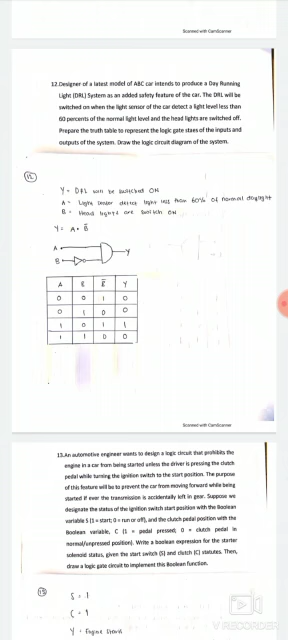 Scanned with CamScanner
12.Designer of a latest model of ABC car intends to produce a Day Running
Light (DRL) System as an added safety feature of the car. The DRL will be
switched on when the light sensor of the car detect a light level less than
60 percents of the normal light level and the head lights are switched off.
Prepare the truth table to represent the logic gate staes of the inputs and
outputs of the system. Draw the logic circuit diagram of the system.
12
Y = DRL will be switched ON
A = Light sensor detect light less than 60% of normal daylight
B = Head lights are switch ON
Y = A • B̅
A
Y
B
A B B̅ Y
0 0 1 0
0 1 0 0
1 0 1 1
1 1 0 0
Scanned with CamScanner
13.An automotive engineer wants to design a logic circuit that prohibits the
engine in a car from being started unless the driver is pressing the clutch
pedal while turning the ignition switch to the start position. The purpose
of this feature will be to prevent the car from moving forward while being
started if ever the transmission is accidentally left in gear. Suppose we
designate the status of the ignition switch start position with the Boolean
variable S (1 = start; 0 = run or off), and the clutch pedal position with the
Boolean variable, C (1 = pedal pressed; 0 = clutch pedal in
normal/unpressed position). Write a boolean expression for the starter
solenoid status, given the start switch (S) and clutch (C) statutes. Then,
draw a logic gate circuit to implement this Boolean function.
13
S = 1
C = 1
Y = Engine
V RECORDER